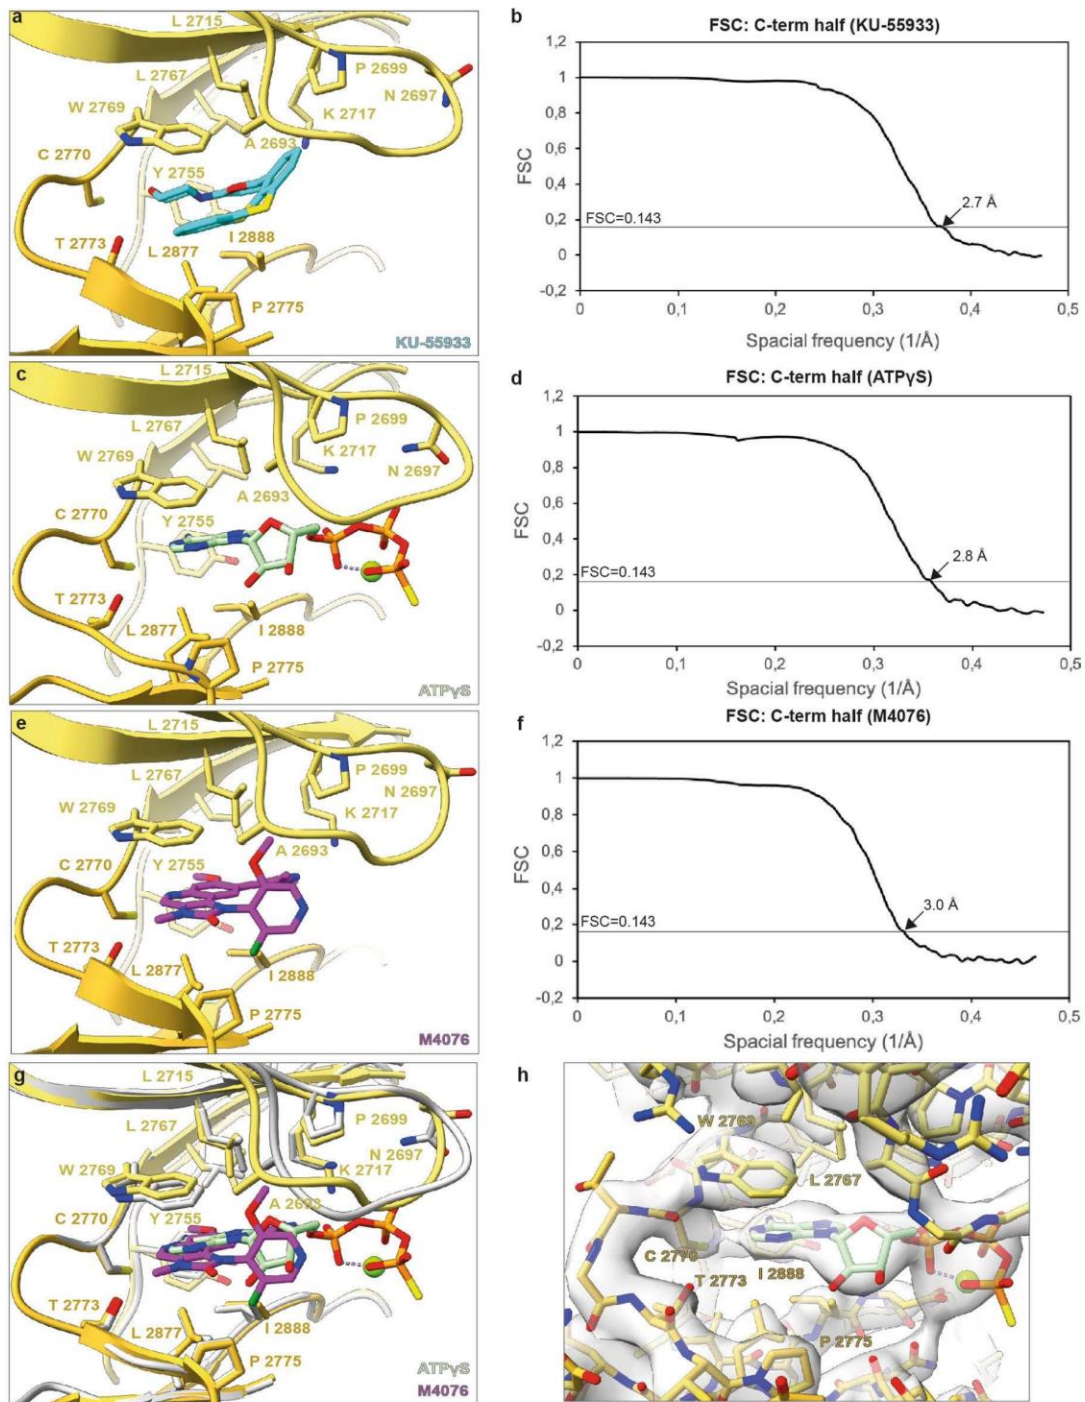 a
L 2715
L 2767
P 2699
N 2697
W 2769
K 2717
A 2693
C 2770
Y 2755
T 2773
I 2888
L 2877
P 2775
KU-55933
b
FSC: C-term half (KU-55933)
1,2
1
0,8
0,6
0,4
0,2
0
-0,2
FSC
FSC=0.143
2.7 Å
0
0,1
0,2
0,3
0,4
0,5
Spacial frequency (1/Å)
c
L 2715
L 2767
P 2699
K 2717
W 2769
N 2697
A 2693
C 2770
Y 2755
T 2773
L 2877
I 2888
P 2775
ATPγS
d
FSC: C-term half (ATPγS)
1,2
1
0,8
0,6
0,4
0,2
0
-0,2
FSC
FSC=0.143
2.8 Å
0
0,1
0,2
0,3
0,4
0,5
Spacial frequency (1/Å)
e
L 2715
P 2699
L 2767
N 2697
W 2769
K 2717
A 2693
C 2770
Y 2755
T 2773
L 2877
I 2888
P 2775
M4076
f
FSC: C-term half (M4076)
1,2
1
0,8
0,6
0,4
0,2
0
-0,2
FSC
FSC=0.143
3.0 Å
0
0,1
0,2
0,3
0,4
0,5
Spacial frequency (1/Å)
g
L 2715
P 2699
L 2767
N 2697
W 2769
K 2717
A 2693
C 2770
Y 2755
T 2773
L 2877
I 2888
P 2775
ATPγS
M4076
h
W 2769
L 2767
C 2770
T 2773
I 2888
P 2775